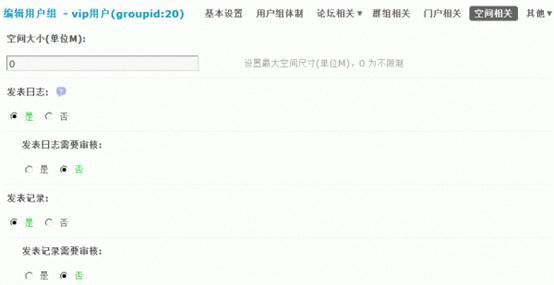 编辑用户组 - vip用户(groupid:20) 基本设置 用户组体制 论坛相关▼ 群组相关 门户相关 空间相关 其他▼
空间大小(单位M):
0 设置最大空间尺寸(单位M)，0 为不限制
发表日志: ?
是 否
发表日志需要审核:
是 否
发表记录:
是 否
发表记录需要审核:
是 否